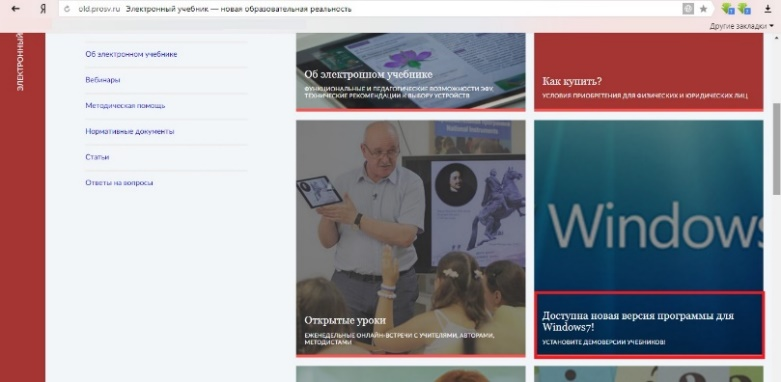 old.prosv.ru Электронный учебник — новая образовательная реальность
Другие закладки
ЭЛЕКТРОННЫЙ
Об электронном учебнике
Вебинары
Методическая помощь
Нормативные документы
Статьи
Ответы на вопросы
Об электронном учебнике
ФУНКЦИОНАЛЬНЫЕ И ПЕДАГОГИЧЕСКИЕ ВОЗМОЖНОСТИ ЭФУ.
ТЕХНИЧЕСКИЕ РЕКОМЕНДАЦИИ К ВЫБОРУ УСТРОЙСТВ
Как купить?
УСЛОВИЯ ПРИОБРЕТЕНИЯ ДЛЯ ФИЗИЧЕСКИХ И ЮРИДИЧЕСКИХ ЛИЦ
National Instruments
Открытые уроки
ЕЖЕНЕДЕЛЬНЫЕ ОНЛАЙН-ВСТРЕЧИ С УЧИТЕЛЯМИ, АВТОРАМИ,
МЕТОДИСТАМИ
Windows
Доступна новая версия программы для
Windows7!
УСТАНОВИТЕ ДЕМОВЕРСИИ УЧЕБНИКОВ!